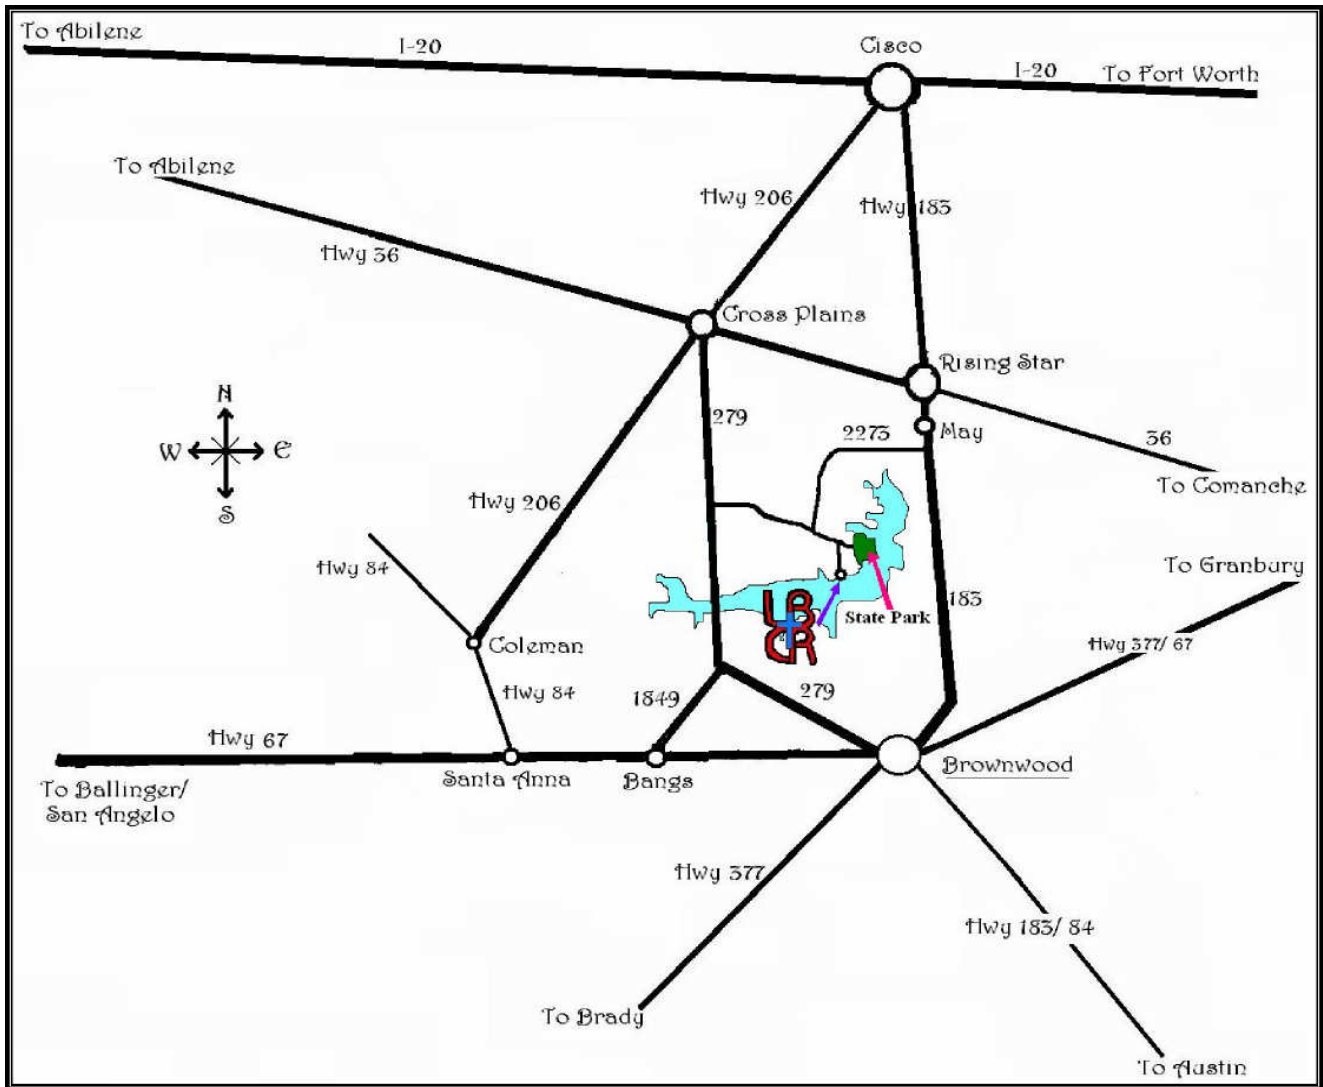 To Abilene
I-20
Cisco
I-20
To Fort Worth
To Abilene
Hwy 206
Hwy 183
Hwy 36
Cross Plains
Rising Star
N
W
E
S
279
2273
May
36
To Comanche
Hwy 206
Hwy 84
To Granbury
183
State Park
LB
CR
Coleman
Hwy 377/ 67
Hwy 84
1849
279
Hwy 67
To Ballinger/
San Angelo
Santa Anna
Bangs
Brownwood
Hwy 377
Hwy 183/ 84
To Brady
To Austin